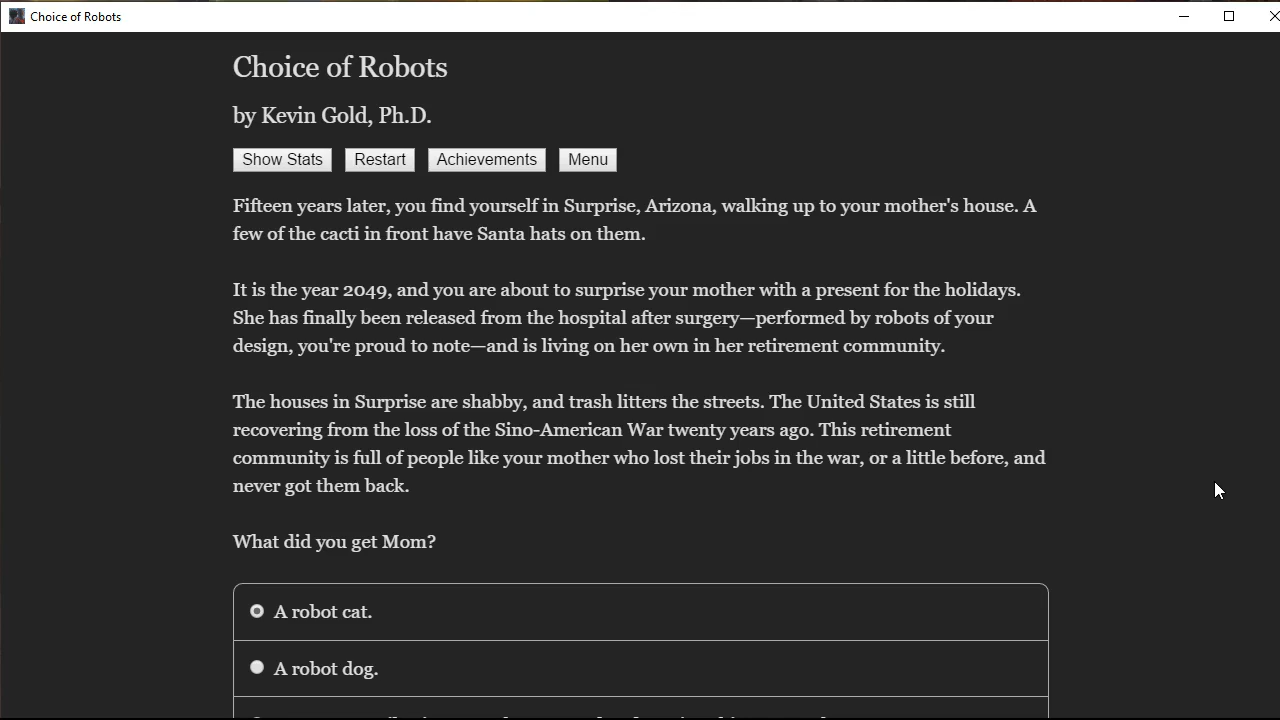 Choice of Robots
Choice of Robots
by Kevin Gold, Ph.D.
Show Stats Restart Achievements Menu
Fifteen years later, you find yourself in Surprise, Arizona, walking up to your mother's house. A
few of the cacti in front have Santa hats on them.
It is the year 2049, and you are about to surprise your mother with a present for the holidays.
She has finally been released from the hospital after surgery—performed by robots of your
design, you're proud to note—and is living on her own in her retirement community.
The houses in Surprise are shabby, and trash litters the streets. The United States is still
recovering from the loss of the Sino-American War twenty years ago. This retirement
community is full of people like your mother who lost their jobs in the war, or a little before, and
never got them back.
What did you get Mom?
A robot cat.
A robot dog.